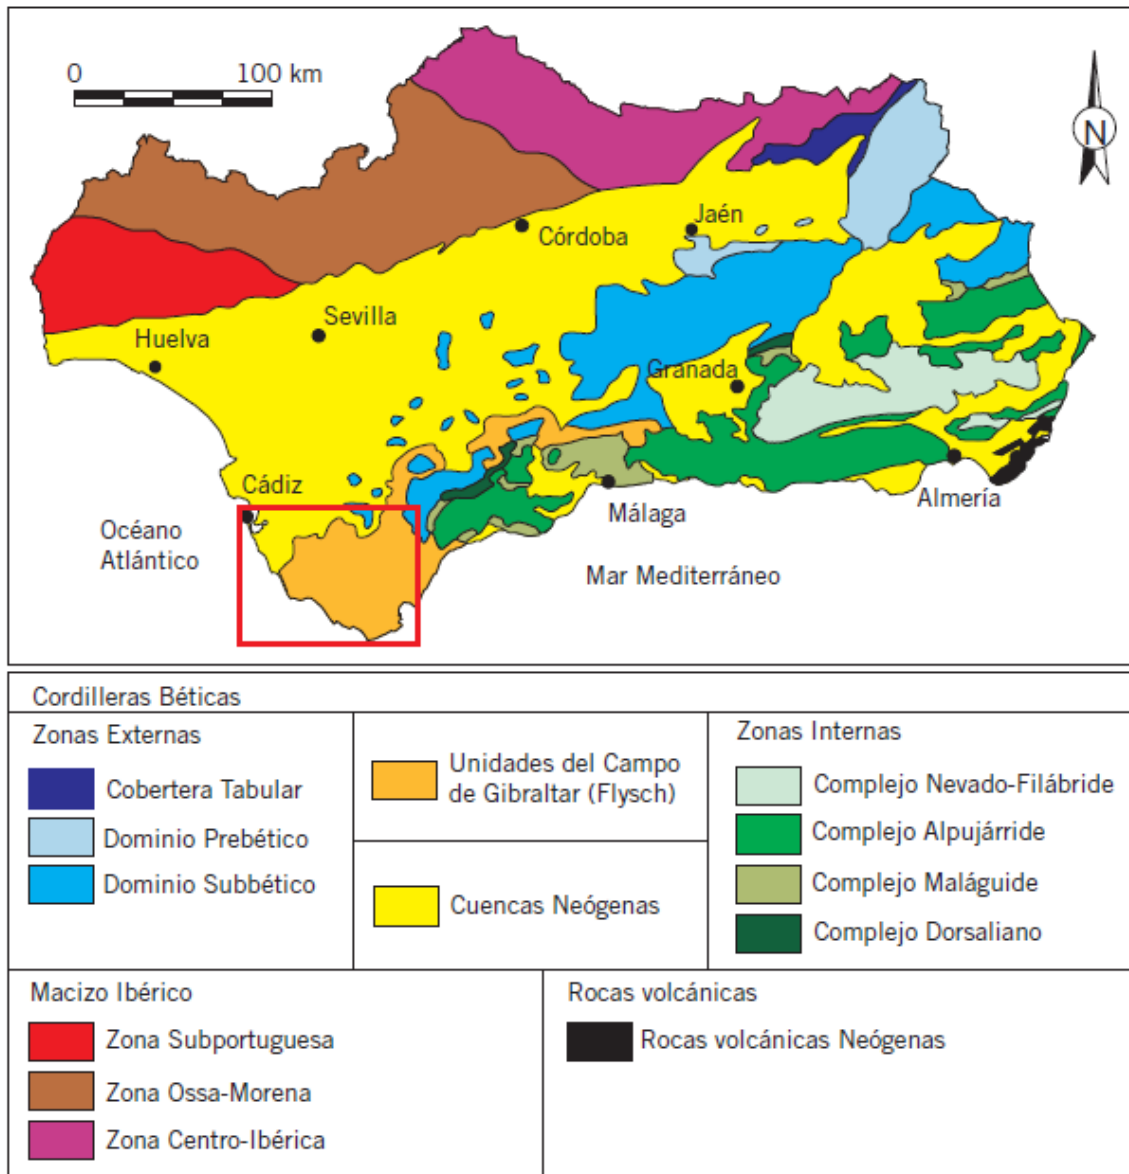 0 100 km
N
Jaén
Córdoba
Sevilla
Huelva
Granada
Cádiz
Málaga
Almería
Océano
Atlántico
Mar Mediterráneo
Cordilleras Béticas
Zonas Externas
Cobertera Tabular
Dominio Prebético
Dominio Subbético
Unidades del Campo
de Gibraltar (Flysch)
Cuencas Neógenas
Zonas Internas
Complejo Nevado-Filábride
Complejo Alpujárride
Complejo Maláguide
Complejo Dorsaliano
Macizo Ibérico
Zona Subportuguesa
Zona Ossa-Morena
Zona Centro-Ibérica
Rocas volcánicas
Rocas volcánicas Neógenas